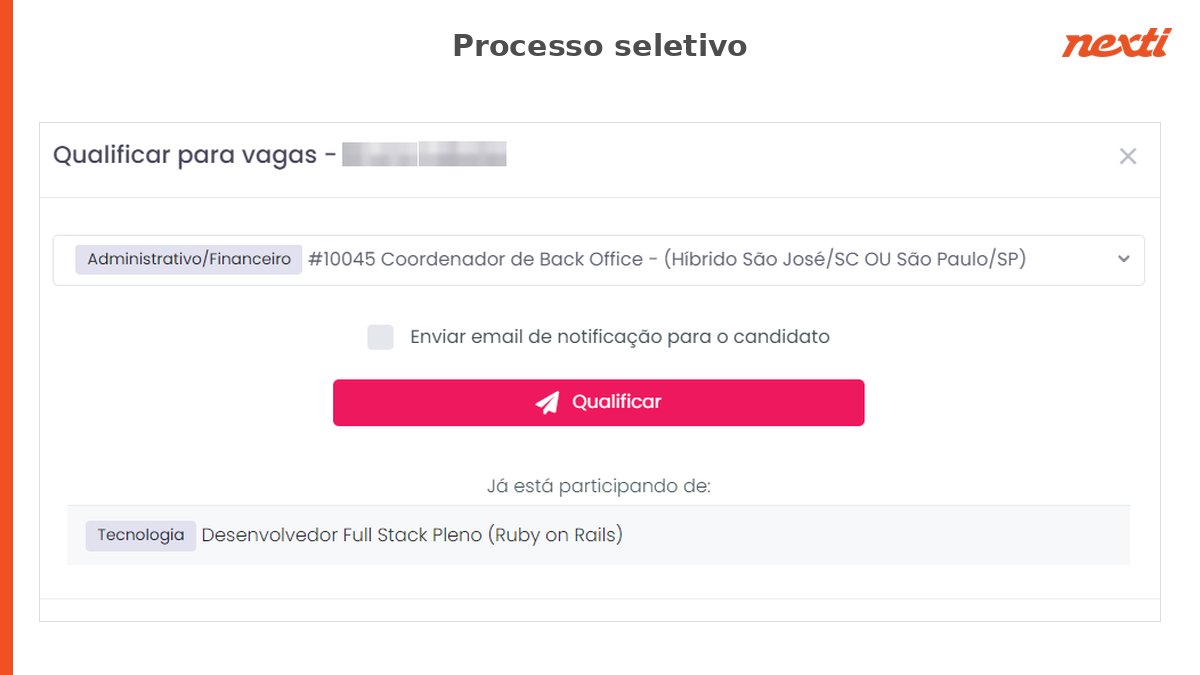 Processo seletivo
nexti
Qualificar para vagas -
Administrativo/Financeiro #10045 Coordenador de Back Office - (Híbrido São José/SC OU São Paulo/SP)
Enviar email de notificação para o candidato
Qualificar
Já está participando de:
Tecnologia Desenvolvedor Full Stack Pleno (Ruby on Rails)